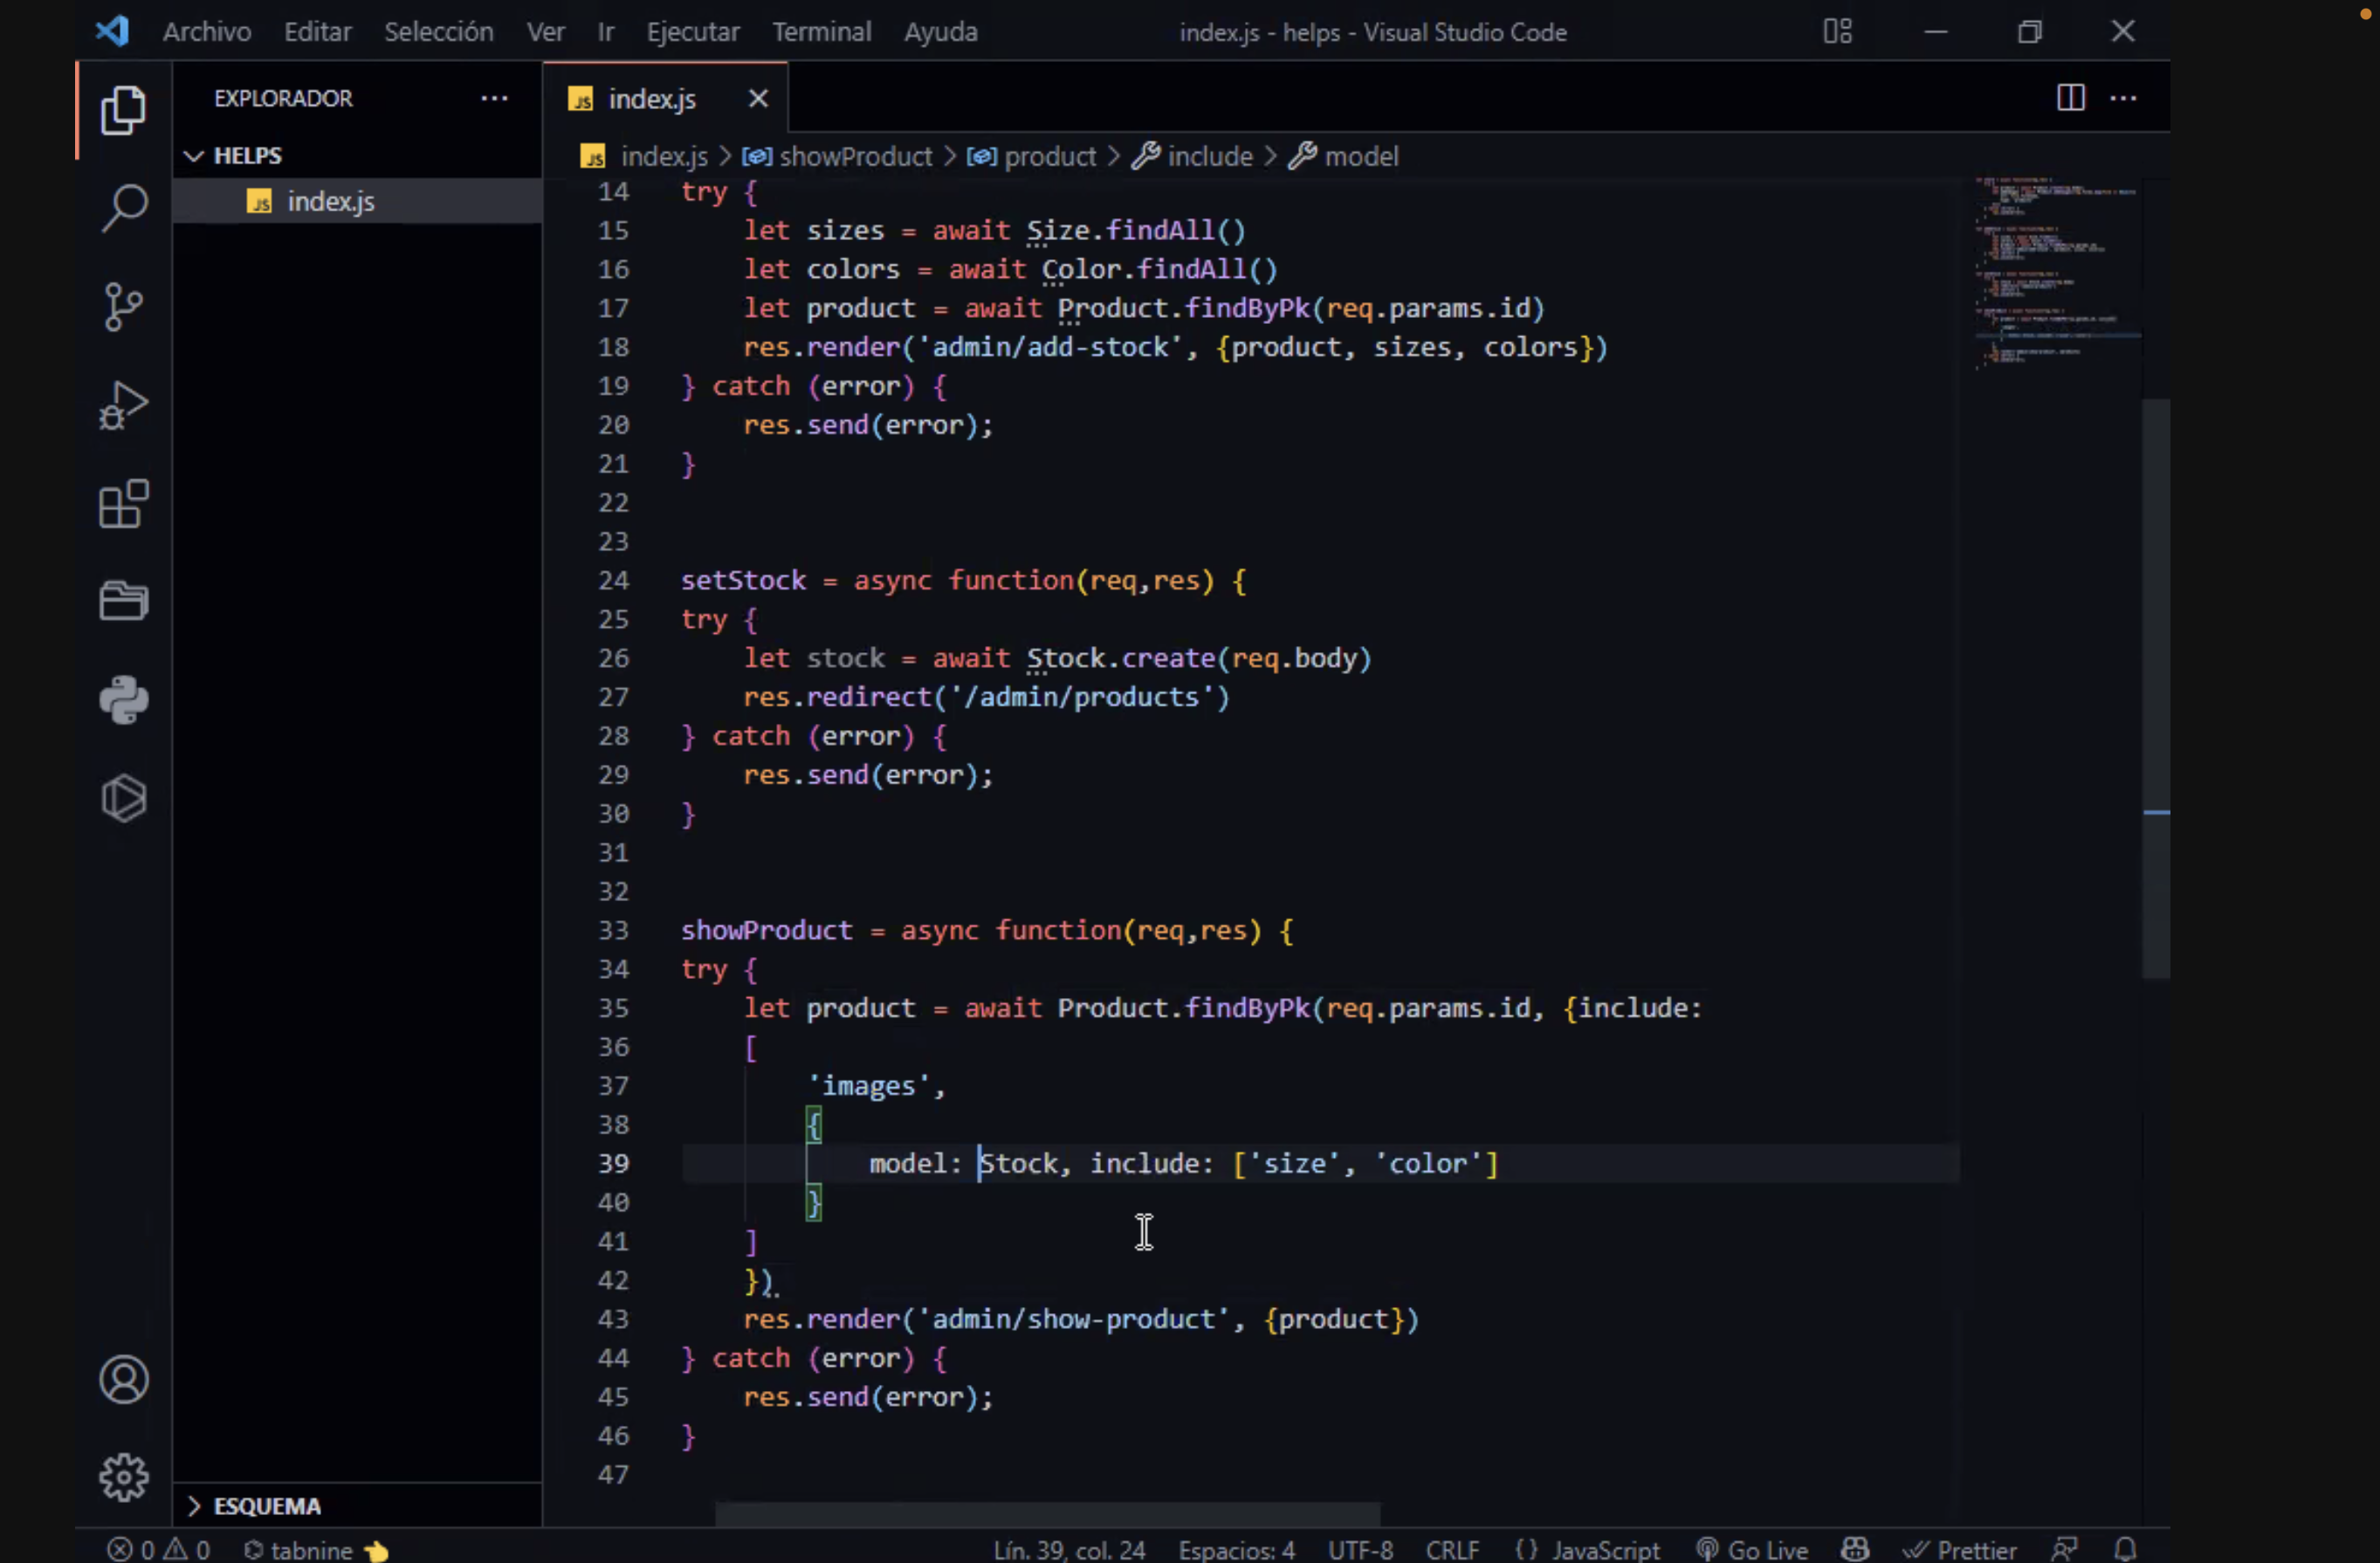 Archivo Editar Selección Ver Ir Ejecutar Terminal Ayuda index.js - helps - Visual Studio Code
EXPLORADOR ···
HELPS
JS index.js
ESQUEMA
JS index.js
JS index.js > showProduct > product > include > model
14 try {
15 let sizes = await Size.findAll()
16 let colors = await Color.findAll()
17 let product = await Product.findByPk(req.params.id)
18 res.render('admin/add-stock', {product, sizes, colors})
19 } catch (error) {
20 res.send(error);
21 }
22
23
24 setStock = async function(req,res) {
25 try {
26 let stock = await Stock.create(req.body)
27 res.redirect('/admin/products')
28 } catch (error) {
29 res.send(error);
30 }
31
32
33 showProduct = async function(req,res) {
34 try {
35 let product = await Product.findByPk(req.params.id, {include:
36 [
37 'images',
38 {
39 model: Stock, include: ['size', 'color']
40 }
41 ]
42 })
43 res.render('admin/show-product', {product})
44 } catch (error) {
45 res.send(error);
46 }
47
0 0 tabnine Lín. 39, col. 24 Espacios: 4 UTF-8 CRLF {} JavaScript Go Live Prettier